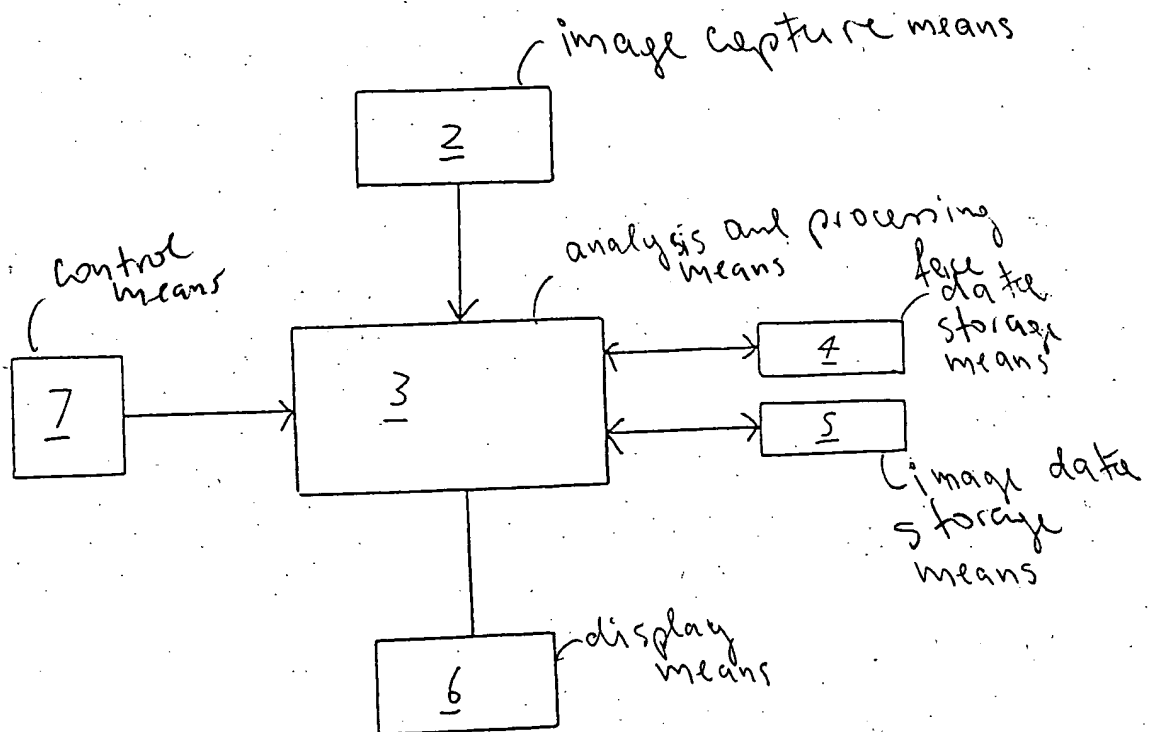 image capture means
2
analysis and processing
means
control
means
face
data
storage
means
7
3
4
5
image data
storage
means
display
means
6